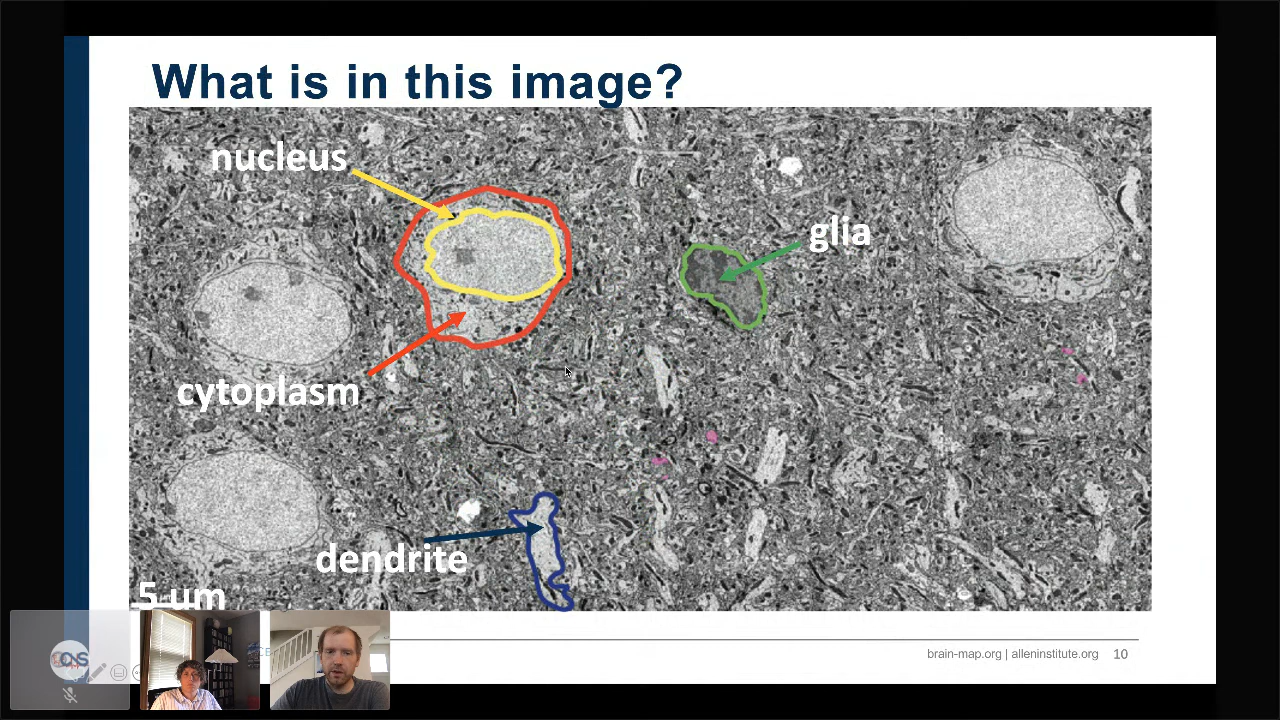 What is in this image?
nucleus
glia
cytoplasm
dendrite
5 um
brain-map.org | alleninstitute.org 10